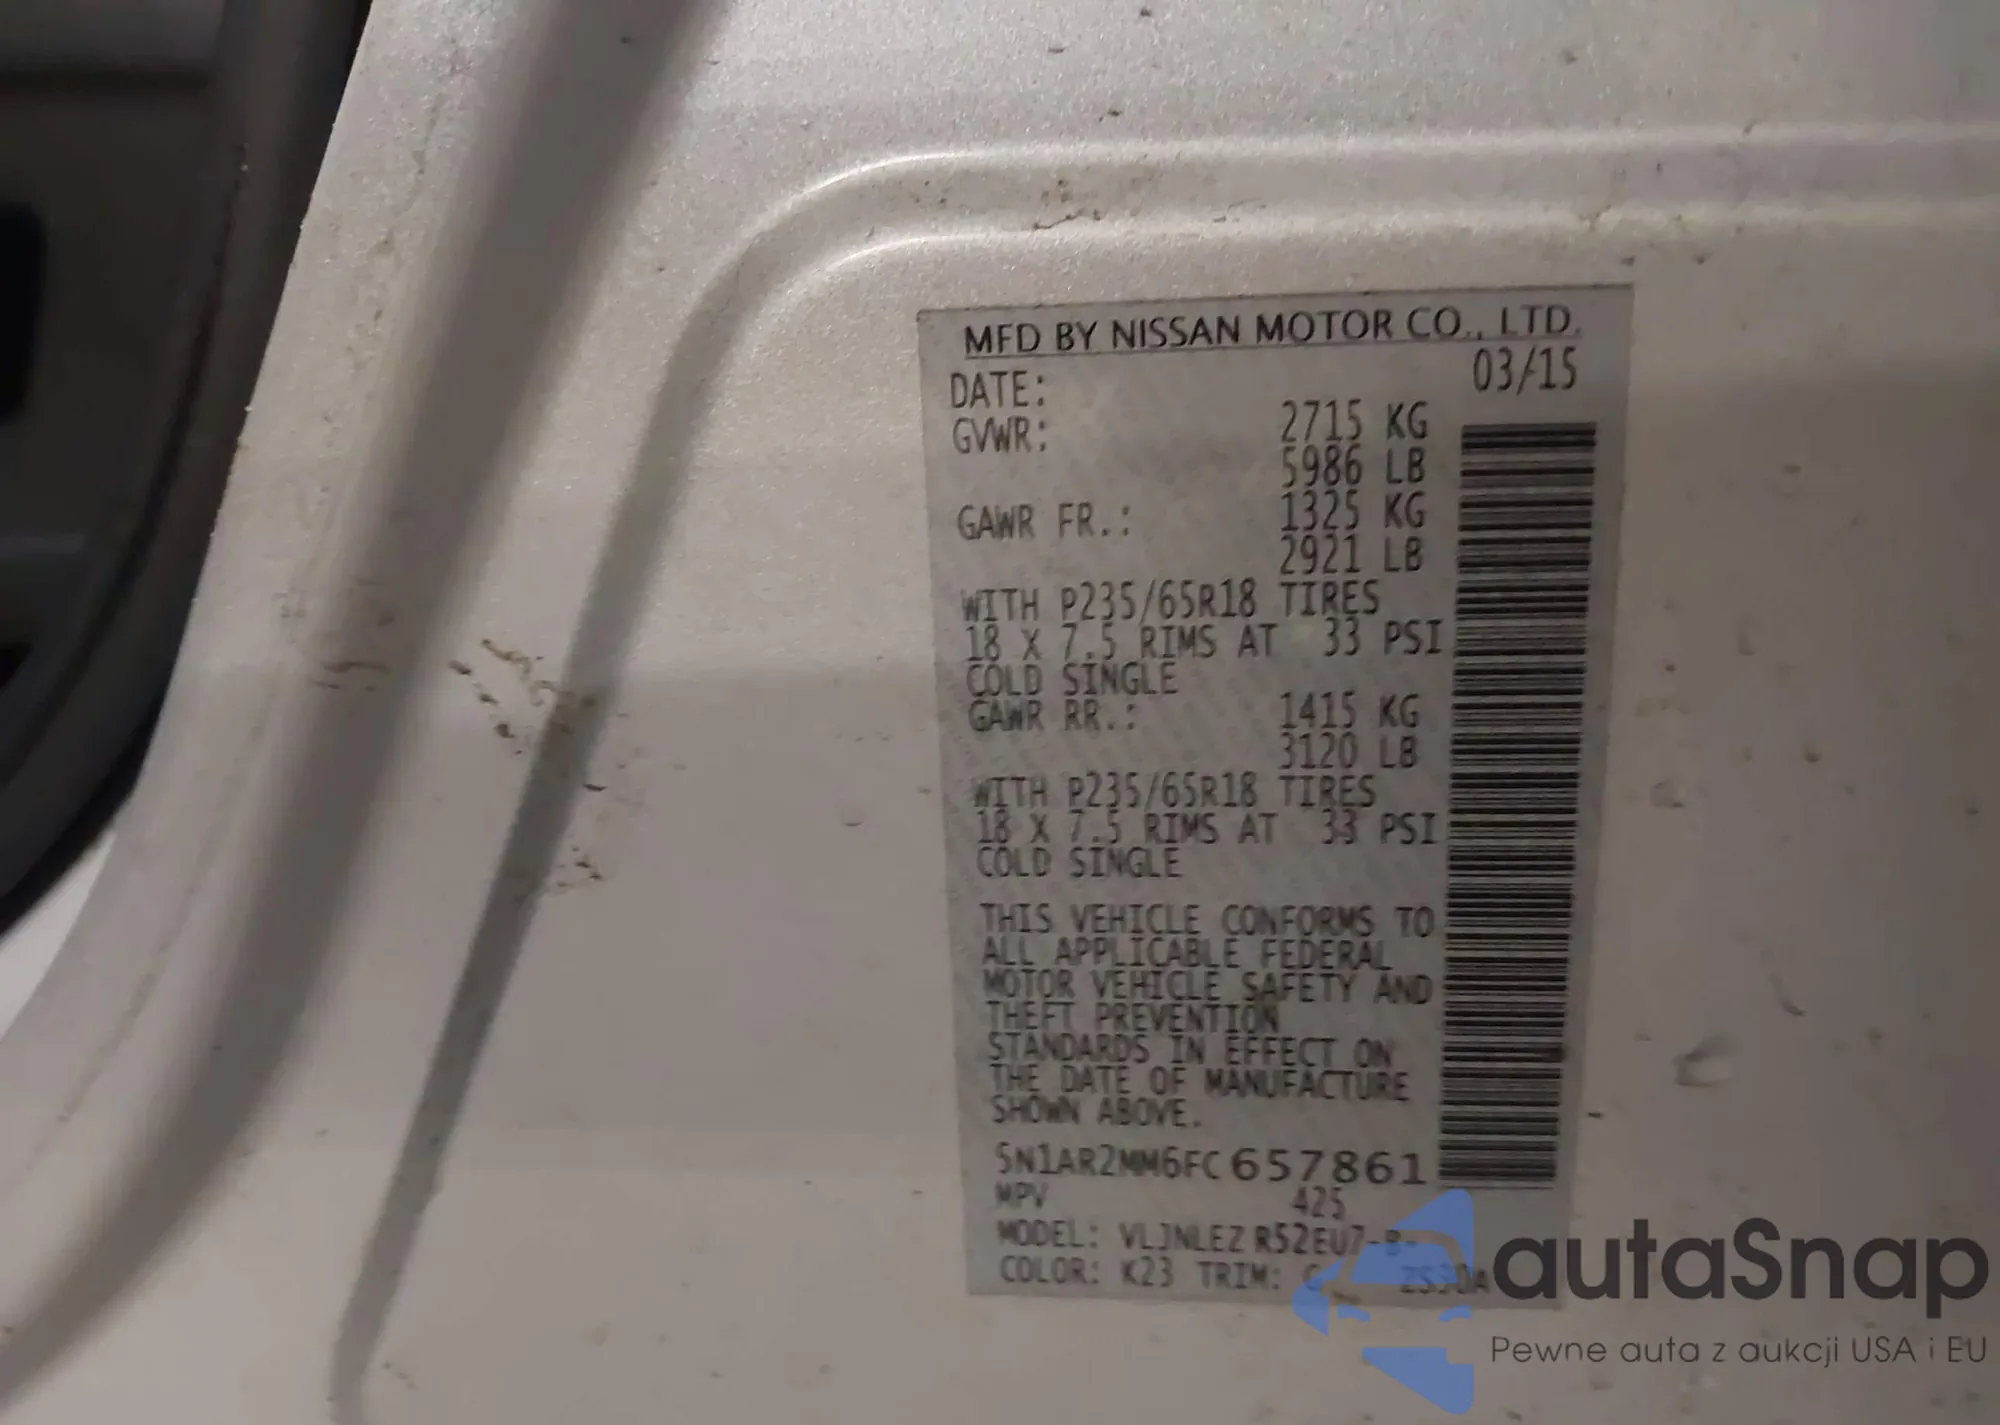 MFD BY NISSAN MOTOR CO., LTD.
DATE: 03/15
GVWR: 2715 KG
5986 LB
GAWR FR.: 1325 KG
2921 LB
WITH P235/65R18 TIRES
18 X 7.5 RIMS AT 33 PSI
COLD SINGLE
GAWR RR.: 1415 KG
3120 LB
WITH P235/65R18 TIRES
18 X 7.5 RIMS AT 33 PSI
COLD SINGLE
THIS VEHICLE CONFORMS TO
ALL APPLICABLE FEDERAL
MOTOR VEHICLE SAFETY AND
THEFT PREVENTION
STANDARDS IN EFFECT ON
THE DATE OF MANUFACTURE
SHOWN ABOVE.
5N1AR2MM6FC657861
MPV 425
MODEL: VLJNLEZ R52EU7-B-
COLOR: K23 TRIM:
autaSnap
Pewne auta z aukcji USA i EU